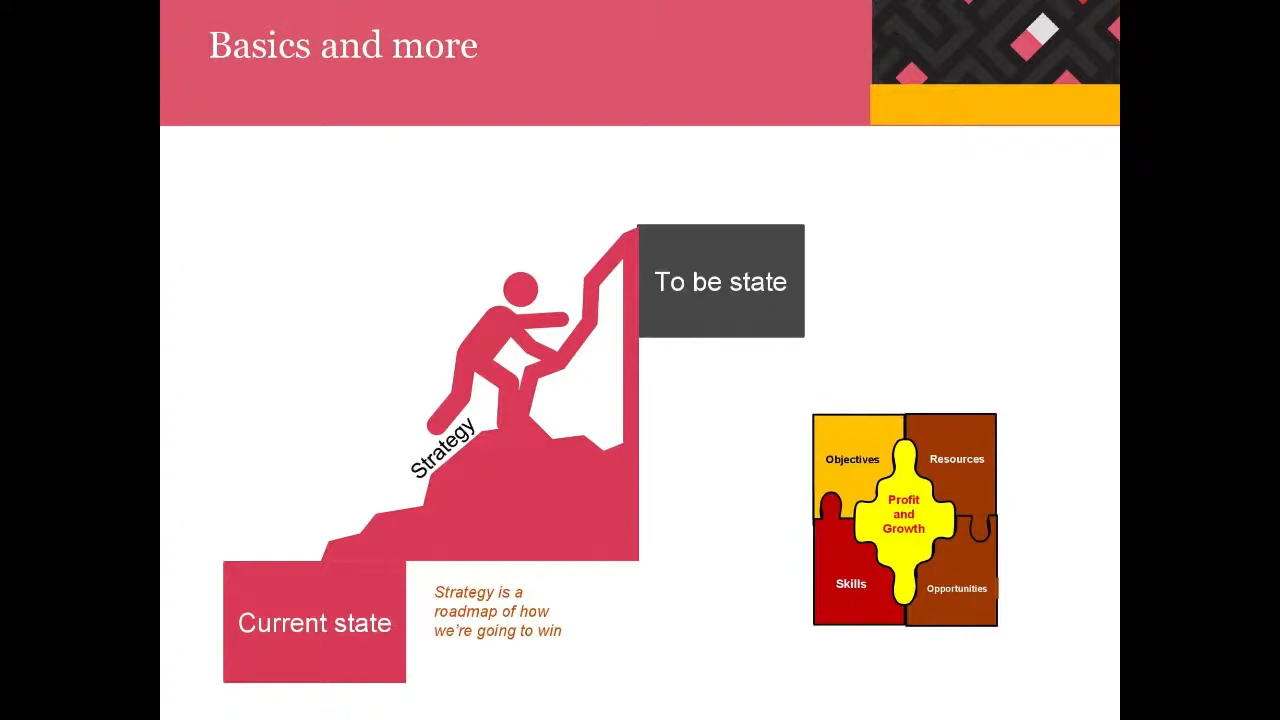 Basics and more
To be state
Strategy
Objectives
Resources
Profit
and
Growth
Skills
Opportunities
Current state
Strategy is a
roadmap of how
we're going to win